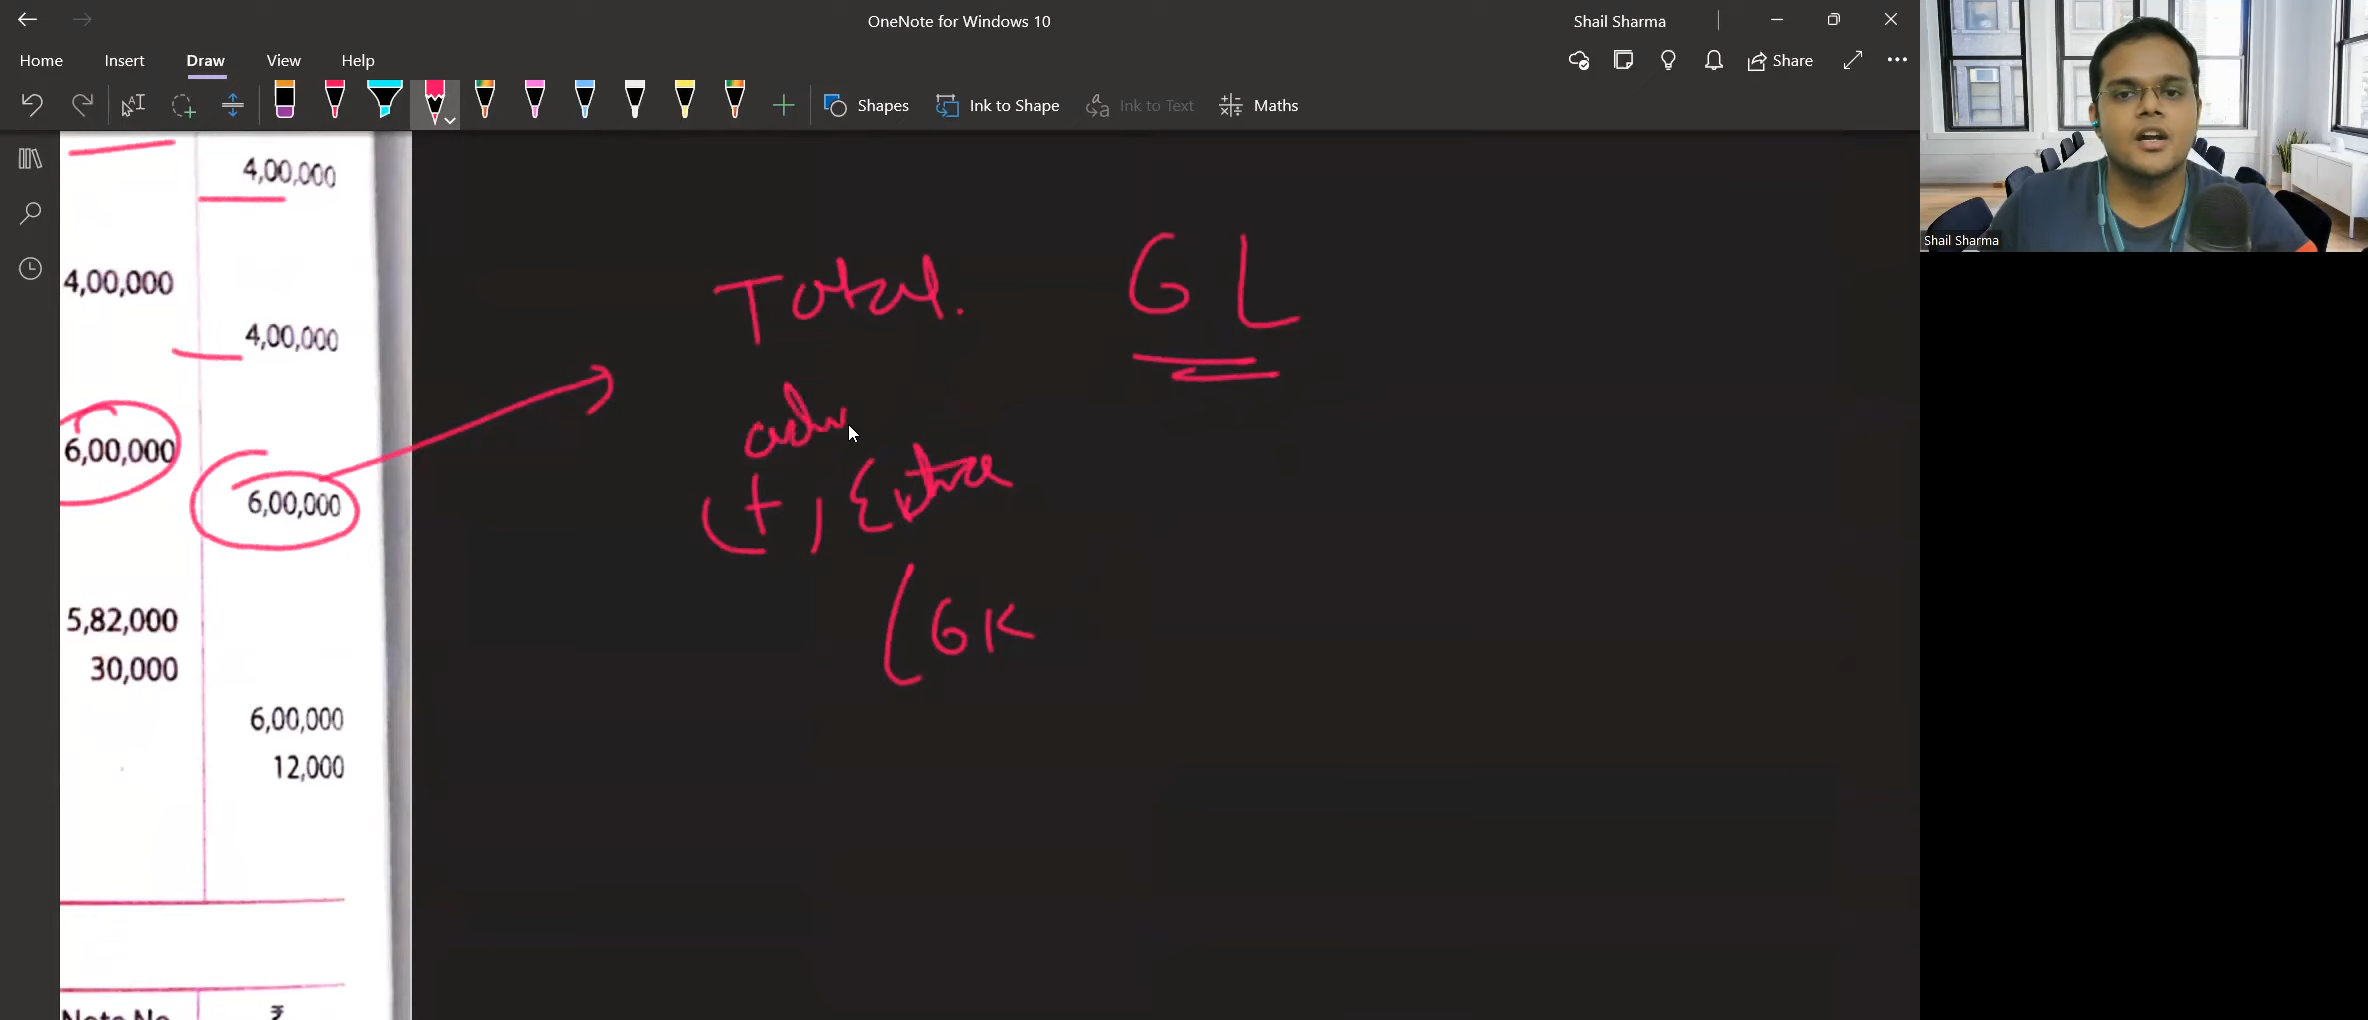 OneNote for Windows 10
Shail Sharma
Home Insert Draw View Help
Share
Shapes Ink to Shape Ink to Text Maths
4,00,000
4,00,000
4,00,000
6,00,000
6,00,000
5,82,000
30,000
6,00,000
12,000
Note No.
₹
Total. GL
adv
(+) Extra
(6K
Shail Sharma